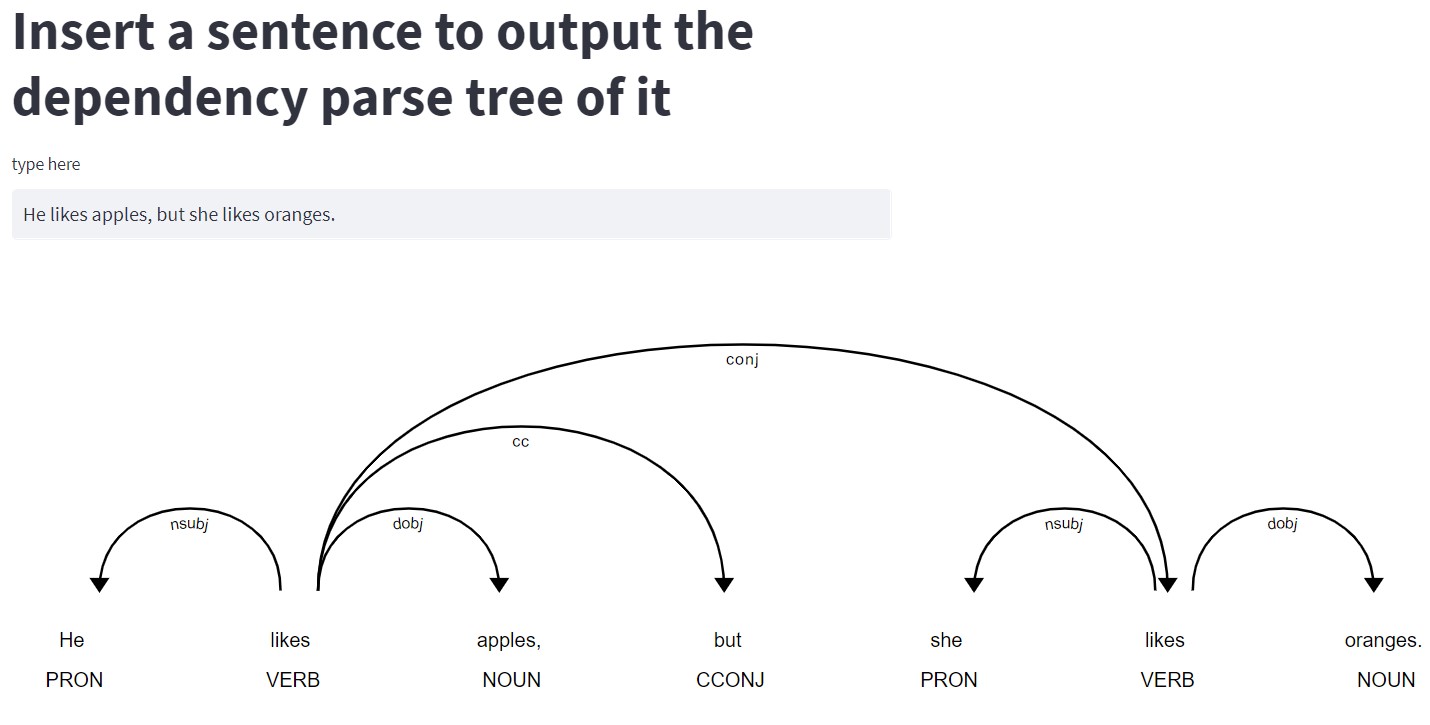 Insert a sentence to output the
dependency parse tree of it
type here
He likes apples, but she likes oranges.
conj
cc
nsubj dobj nsubj dobj
He likes apples, but she likes oranges.
PRON VERB NOUN CCONJ PRON VERB NOUN